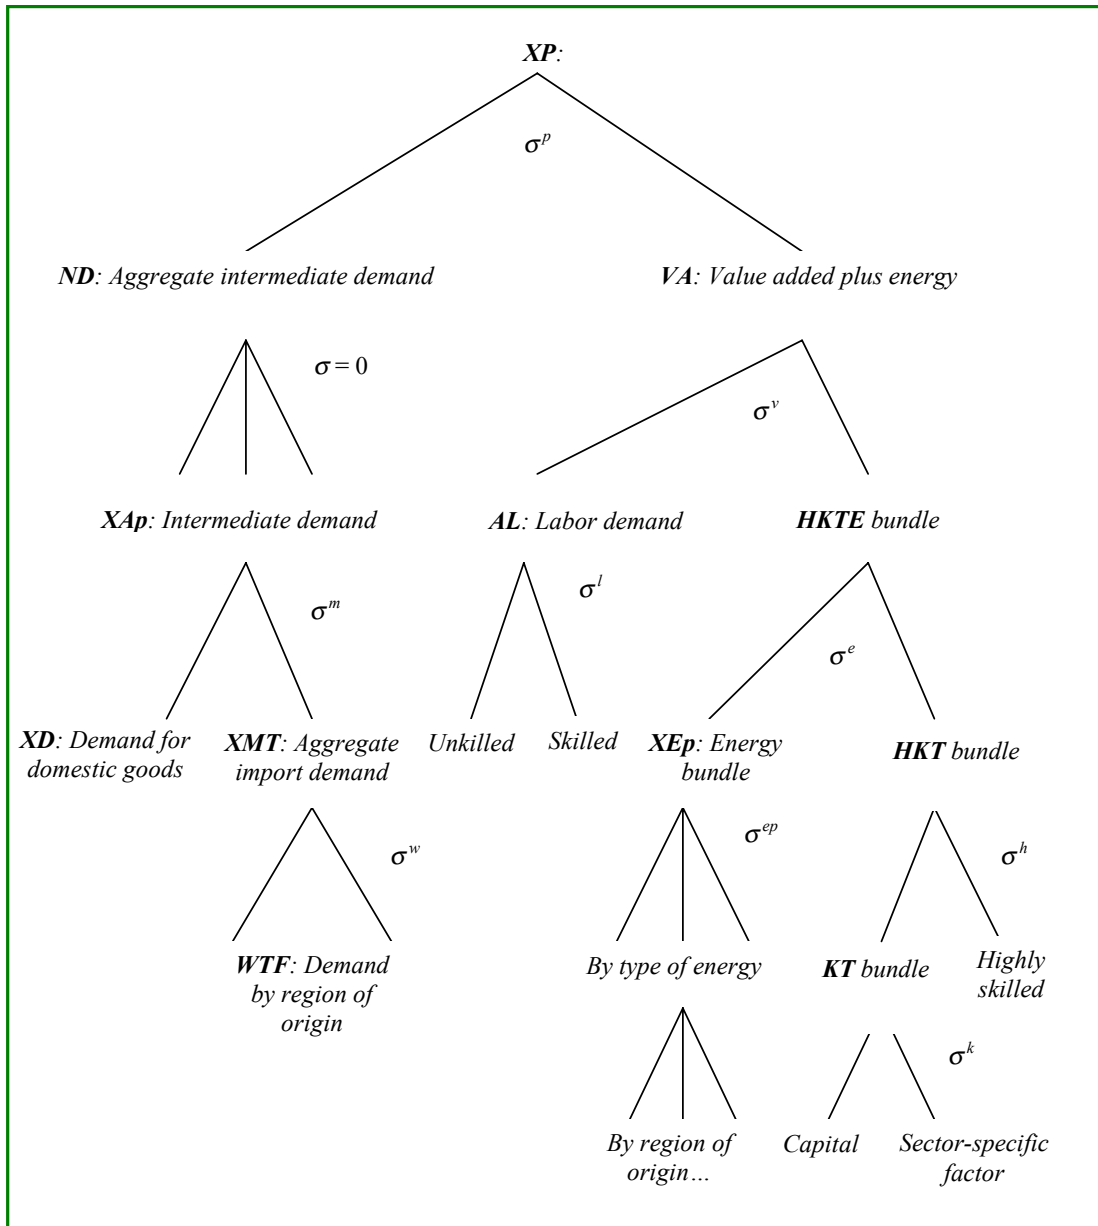 XP:
σ^p
ND: Aggregate intermediate demand
VA: Value added plus energy
σ = 0
σ^v
XAp: Intermediate demand
AL: Labor demand
HKTE bundle
σ^m
σ^l
σ^e
XD: Demand for
domestic goods
XMT: Aggregate
import demand
Unkilled
Skilled
XEp: Energy
bundle
HKT bundle
σ^w
σ^ep
σ^h
WTF: Demand
by region of
origin
By type of energy
KT bundle
Highly
skilled
σ^k
By region of
origin…
Capital
Sector-specific
factor